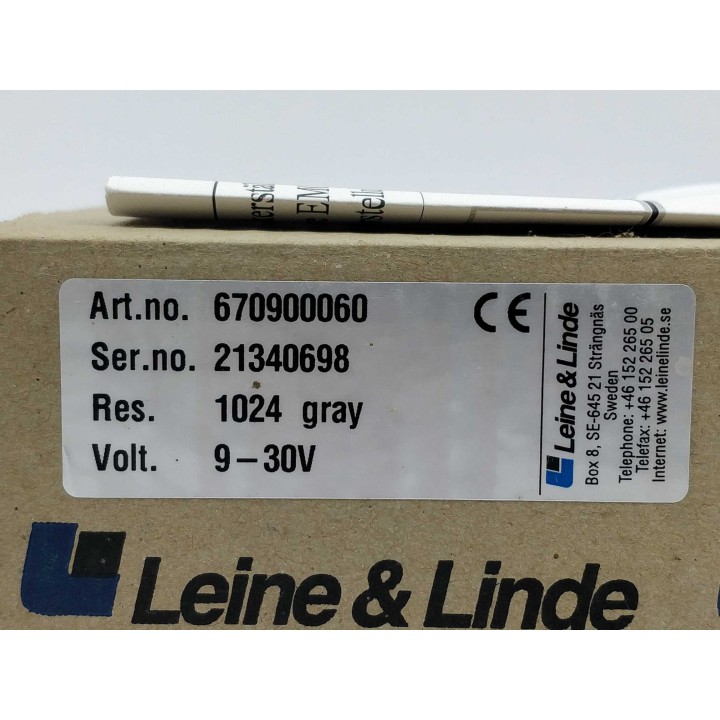 Art.no. 670900060
Ser.no. 21340698
Res. 1024 gray
Volt. 9-30V
CE
Leine & Linde
Box 8, SE-645 21 Strängnäs
Sweden
Telephone: +46 152 265 00
Telefax: +46 152 265 05
Internet: www.leinelinde.se
Leine & Linde